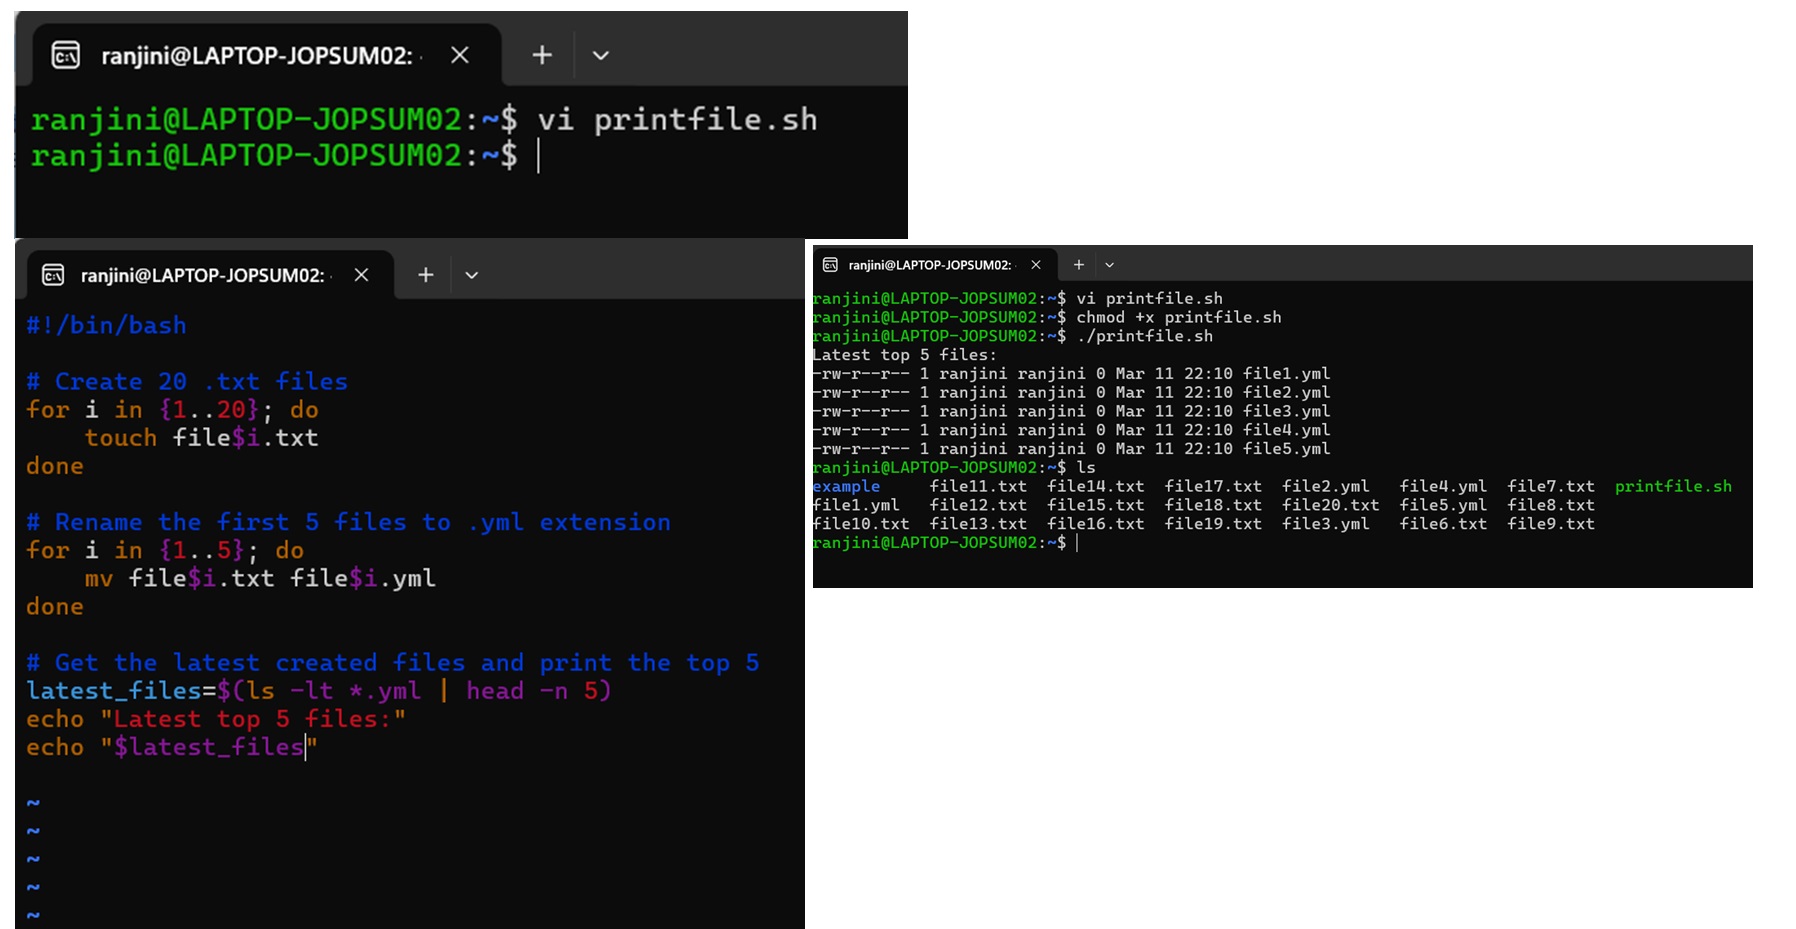 ranjini@LAPTOP-JOPSUM02: 
ranjini@LAPTOP-JOPSUM02:~$ vi printfile.sh
ranjini@LAPTOP-JOPSUM02:~$
ranjini@LAPTOP-JOPSUM02:
#!/bin/bash
# Create 20 .txt files
for i in {1..20}; do
    touch file$i.txt
done
# Rename the first 5 files to .yml extension
for i in {1..5}; do
    mv file$i.txt file$i.yml
done
# Get the latest created files and print the top 5
latest_files=$(ls -lt *.yml | head -n 5)
echo "Latest top 5 files:"
echo "$latest_files"
~
~
~
~
~
ranjini@LAPTOP-JOPSUM02:
ranjini@LAPTOP-JOPSUM02:~$ vi printfile.sh
ranjini@LAPTOP-JOPSUM02:~$ chmod +x printfile.sh
ranjini@LAPTOP-JOPSUM02:~$ ./printfile.sh
Latest top 5 files:
-rw-r--r-- 1 ranjini ranjini 0 Mar 11 22:10 file1.yml
-rw-r--r-- 1 ranjini ranjini 0 Mar 11 22:10 file2.yml
-rw-r--r-- 1 ranjini ranjini 0 Mar 11 22:10 file3.yml
-rw-r--r-- 1 ranjini ranjini 0 Mar 11 22:10 file4.yml
-rw-r--r-- 1 ranjini ranjini 0 Mar 11 22:10 file5.yml
ranjini@LAPTOP-JOPSUM02:~$ ls
example     file11.txt  file14.txt  file17.txt  file2.yml   file4.yml  file7.txt  printfile.sh
file1.yml   file12.txt  file15.txt  file18.txt  file20.txt  file5.yml  file8.txt
file10.txt  file13.txt  file16.txt  file19.txt  file3.yml   file6.txt  file9.txt
ranjini@LAPTOP-JOPSUM02:~$